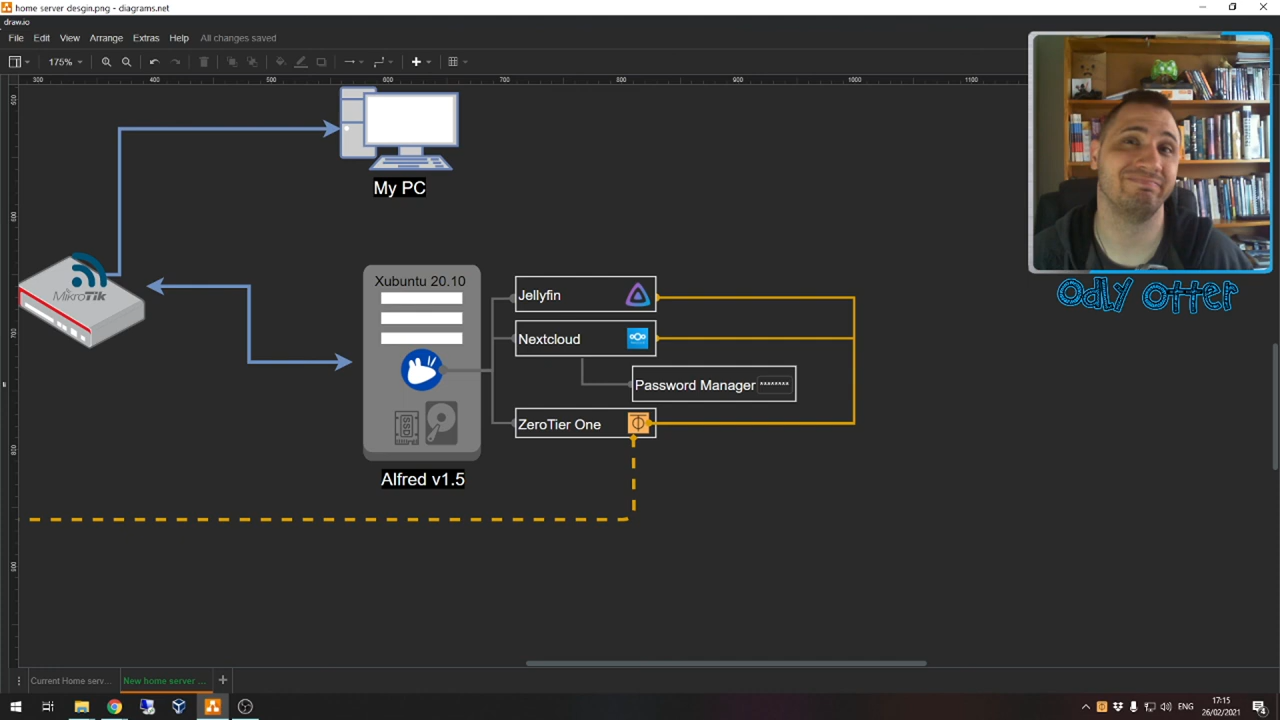 home server desgin.png - diagrams.net
draw.io
File Edit View Arrange Extras Help All changes saved
175%
300 400 500 600 700 800 900 1000 1100
My PC
MikroTik
Xubuntu 20.10
Jellyfin
Nextcloud
Password Manager ********
ZeroTier One
SSD
Alfred v1.5
Odly Otter
Current Home serv...
New home server ...
ENG
17:15
26/02/2021
4